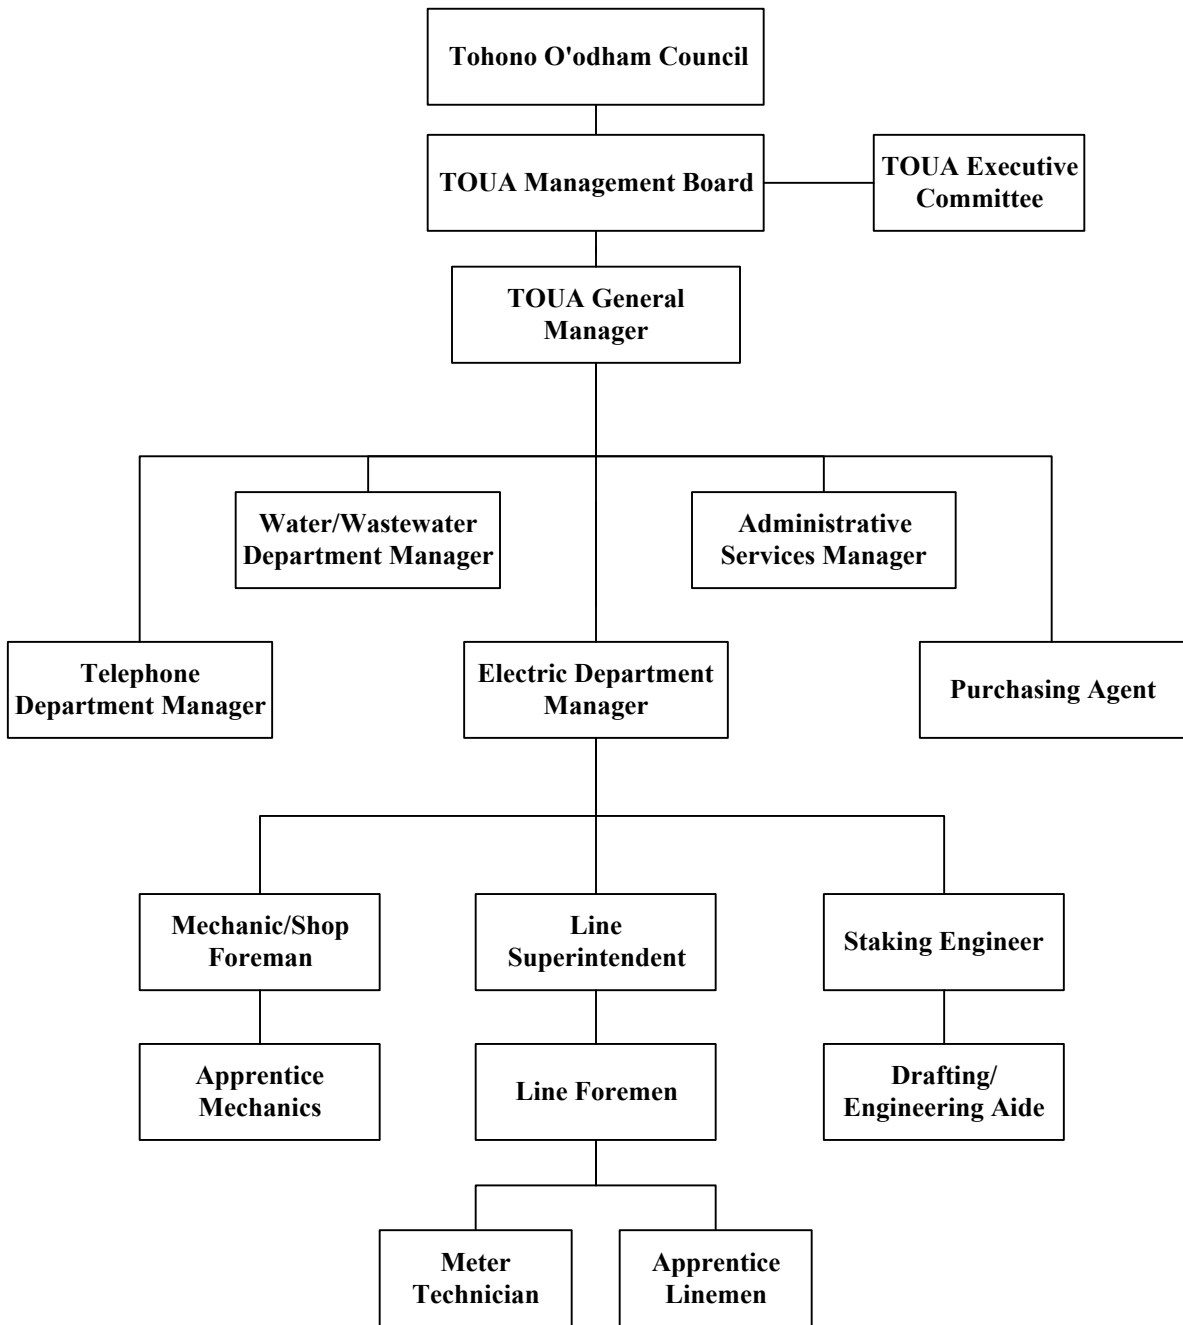 Tohono O'odham Council
TOUA Management Board
TOUA Executive
Committee
TOUA General
Manager
Water/Wastewater
Department Manager
Administrative
Services Manager
Telephone
Department Manager
Electric Department
Manager
Purchasing Agent
Mechanic/Shop
Foreman
Line
Superintendent
Staking Engineer
Apprentice
Mechanics
Line Foremen
Drafting/
Engineering Aide
Meter
Technician
Apprentice
Linemen